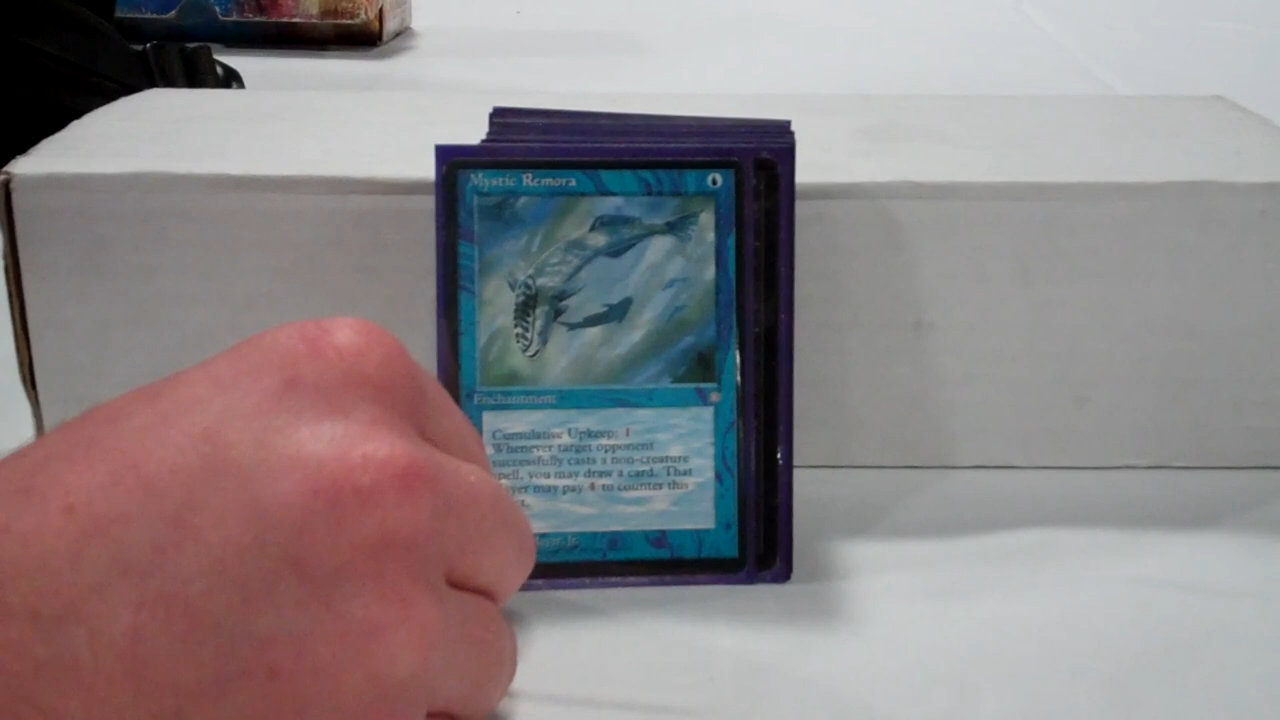 Mystic Remora
Enchantment
Cumulative Upkeep: 1
Whenever target opponent
successfully casts a non-creature
spell, you may draw a card. That
may pay 4 to counter this
Jr.